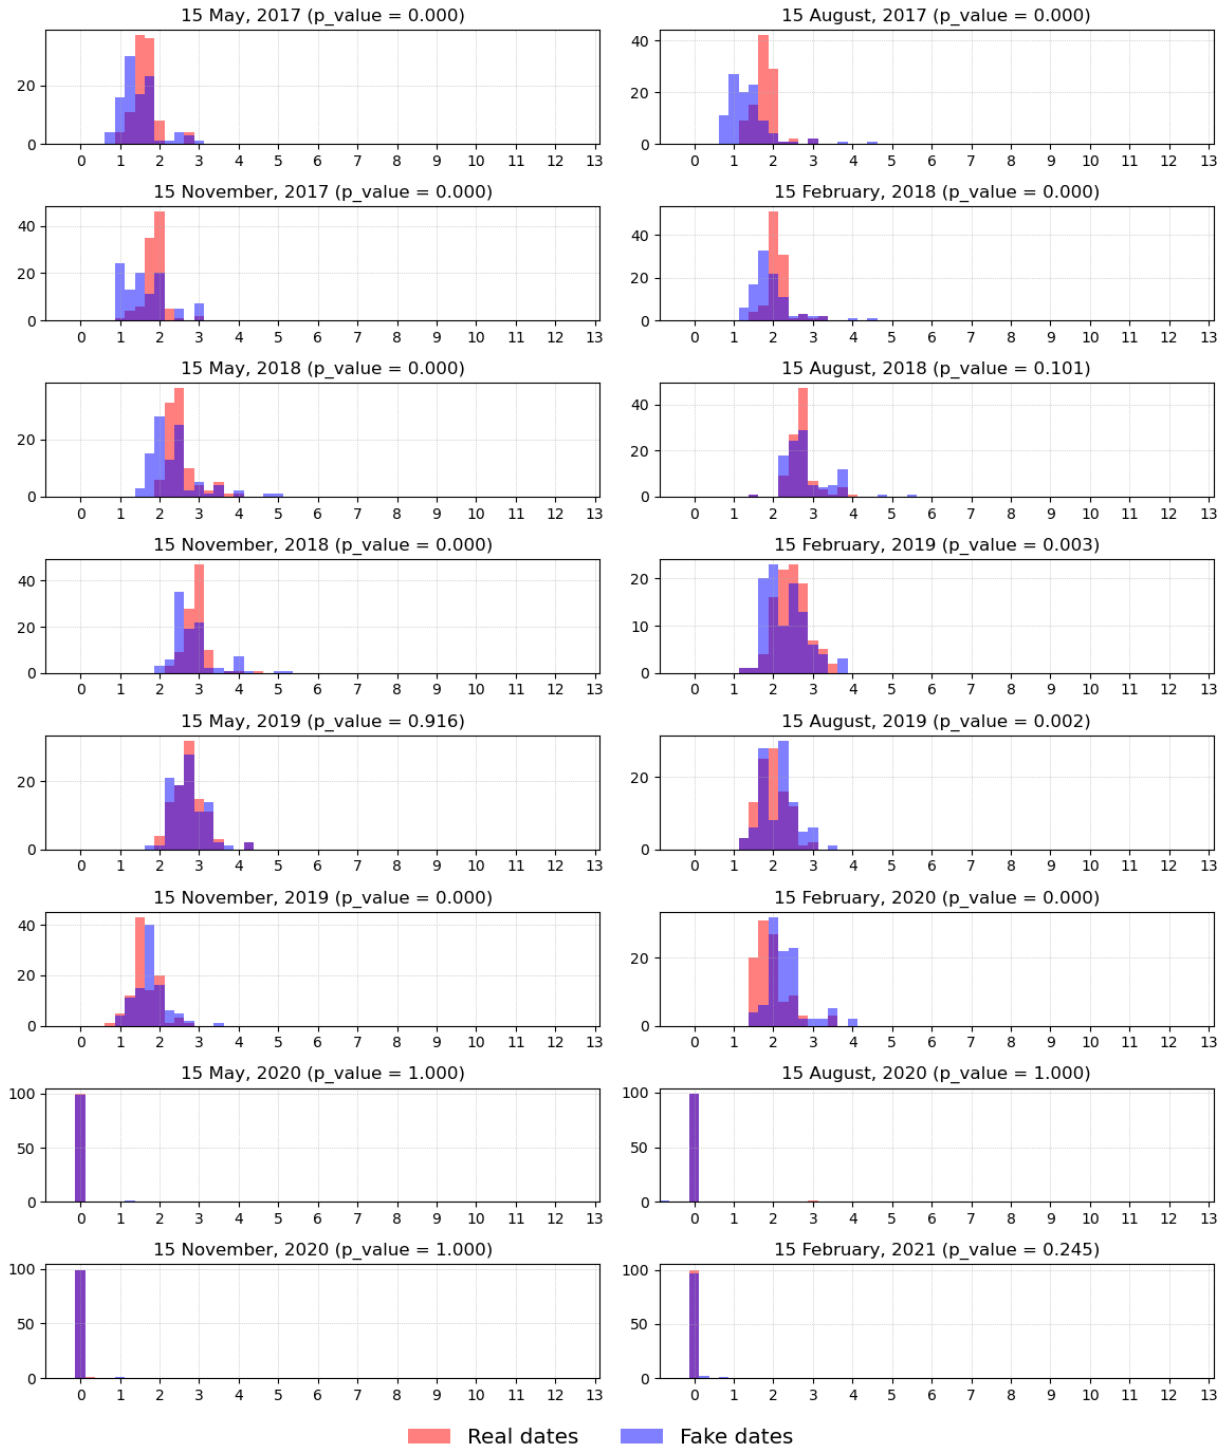 15 May, 2017 (p_value = 0.000)
20
0
0 1 2 3 4 5 6 7 8 9 10 11 12 13
15 August, 2017 (p_value = 0.000)
40
20
0
0 1 2 3 4 5 6 7 8 9 10 11 12 13
15 November, 2017 (p_value = 0.000)
40
20
0
0 1 2 3 4 5 6 7 8 9 10 11 12 13
15 February, 2018 (p_value = 0.000)
40
20
0
0 1 2 3 4 5 6 7 8 9 10 11 12 13
15 May, 2018 (p_value = 0.000)
20
0
0 1 2 3 4 5 6 7 8 9 10 11 12 13
15 August, 2018 (p_value = 0.101)
40
20
0
0 1 2 3 4 5 6 7 8 9 10 11 12 13
15 November, 2018 (p_value = 0.000)
40
20
0
0 1 2 3 4 5 6 7 8 9 10 11 12 13
15 February, 2019 (p_value = 0.003)
20
10
0
0 1 2 3 4 5 6 7 8 9 10 11 12 13
15 May, 2019 (p_value = 0.916)
20
0
0 1 2 3 4 5 6 7 8 9 10 11 12 13
15 August, 2019 (p_value = 0.002)
20
0
0 1 2 3 4 5 6 7 8 9 10 11 12 13
15 November, 2019 (p_value = 0.000)
40
20
0
0 1 2 3 4 5 6 7 8 9 10 11 12 13
15 February, 2020 (p_value = 0.000)
20
0
0 1 2 3 4 5 6 7 8 9 10 11 12 13
15 May, 2020 (p_value = 1.000)
100
50
0
0 1 2 3 4 5 6 7 8 9 10 11 12 13
15 August, 2020 (p_value = 1.000)
100
50
0
0 1 2 3 4 5 6 7 8 9 10 11 12 13
15 November, 2020 (p_value = 1.000)
100
50
0
0 1 2 3 4 5 6 7 8 9 10 11 12 13
15 February, 2021 (p_value = 0.245)
100
50
0
0 1 2 3 4 5 6 7 8 9 10 11 12 13
Real dates Fake dates